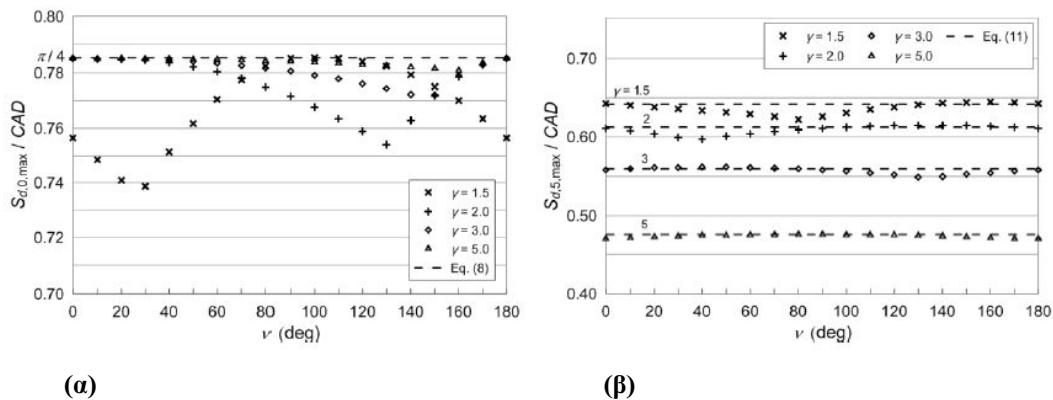 0.80
π/4
0.78
0.76
0.74
0.72
0.70
S_d,0,max / CAD
× γ = 1.5
+ γ = 2.0
◇ γ = 3.0
△ γ = 5.0
– – Eq. (8)
0 20 40 60 80 100 120 140 160 180
ν (deg)
(α)
× γ = 1.5 ◇ γ = 3.0 – – Eq. (11)
+ γ = 2.0 △ γ = 5.0
0.70
γ = 1.5
0.60
2
3
0.50
5
0.40
S_d,5,max / CAD
0 20 40 60 80 100 120 140 160 180
ν (deg)
(β)